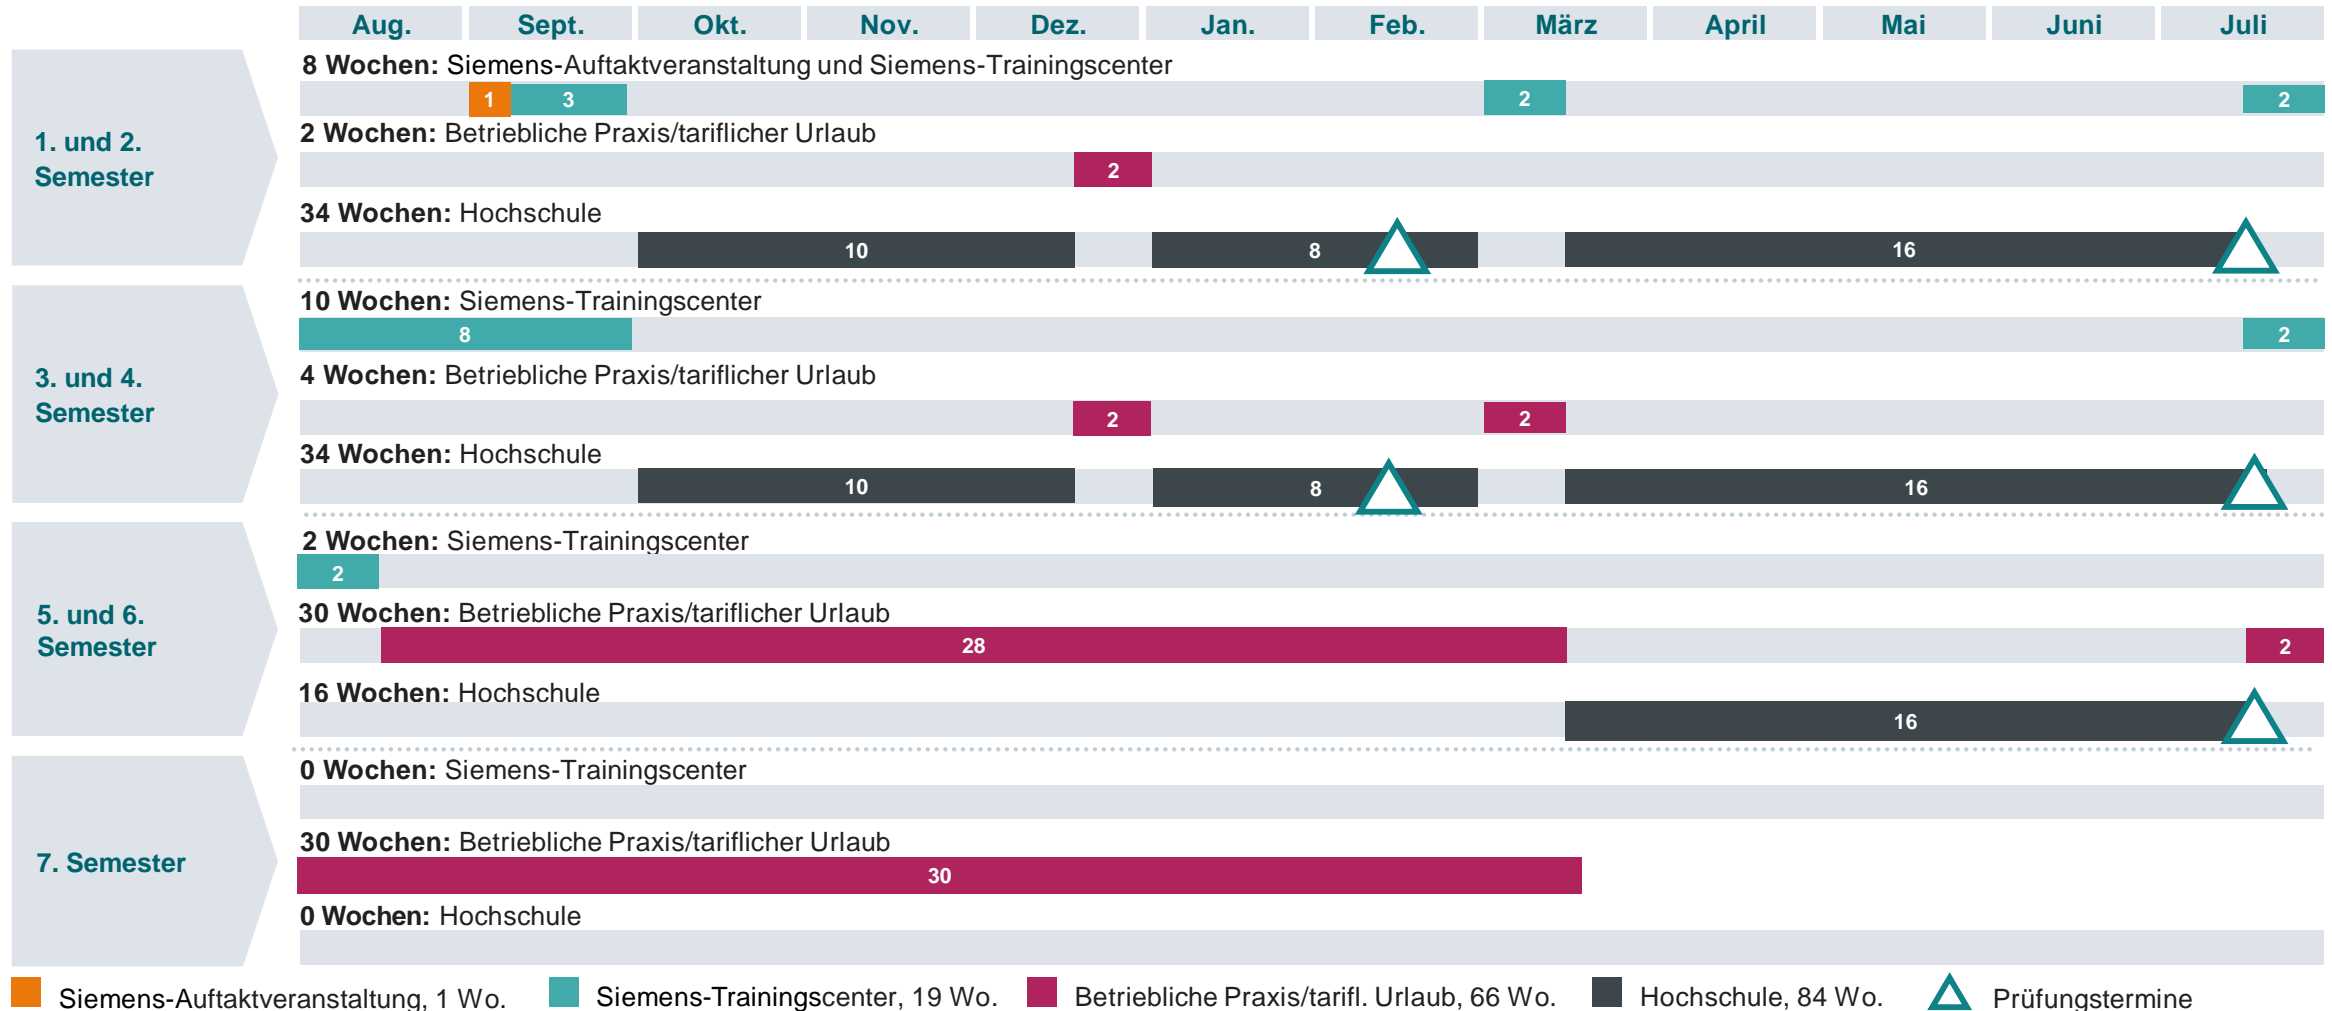 Aug. Sept. Okt. Nov. Dez. Jan. Feb. März April Mai Juni Juli
1. und 2.
Semester
8 Wochen: Siemens-Auftaktveranstaltung und Siemens-Trainingscenter
1 3 2 2
2 Wochen: Betriebliche Praxis/tariflicher Urlaub
2
34 Wochen: Hochschule
10 8 16
3. und 4.
Semester
10 Wochen: Siemens-Trainingscenter
8 2
4 Wochen: Betriebliche Praxis/tariflicher Urlaub
2 2
34 Wochen: Hochschule
10 8 16
5. und 6.
Semester
2 Wochen: Siemens-Trainingscenter
2
30 Wochen: Betriebliche Praxis/tariflicher Urlaub
28 2
16 Wochen: Hochschule
16
7. Semester
0 Wochen: Siemens-Trainingscenter
30 Wochen: Betriebliche Praxis/tariflicher Urlaub
30
0 Wochen: Hochschule
Siemens-Auftaktveranstaltung, 1 Wo. Siemens-Trainingscenter, 19 Wo. Betriebliche Praxis/tarifl. Urlaub, 66 Wo. Hochschule, 84 Wo. Prüfungstermine